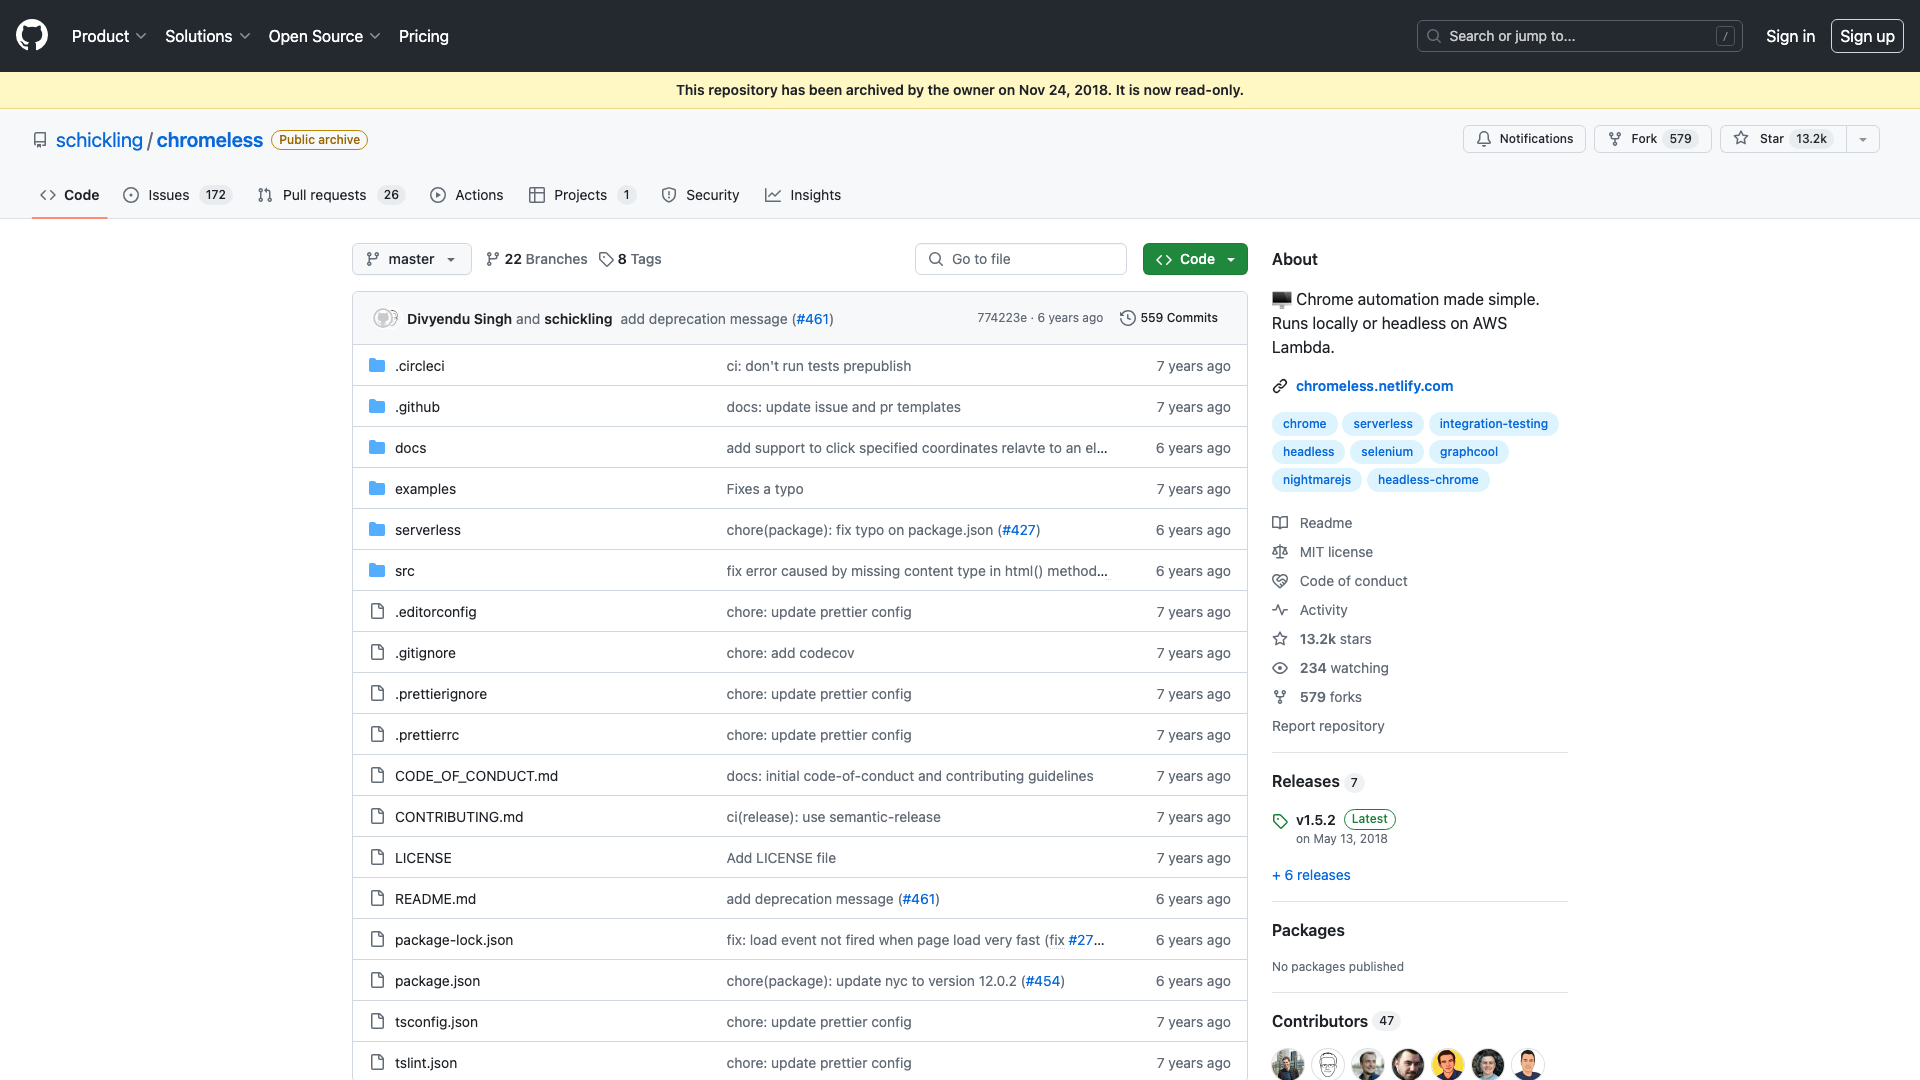 Product Solutions Open Source Pricing Search or jump to... / Sign in Sign up
This repository has been archived by the owner on Nov 24, 2018. It is now read-only.
schickling / chromeless Public archive Notifications Fork 579 Star 13.2k
Code Issues 172 Pull requests 26 Actions Projects 1 Security Insights
master 22 Branches 8 Tags Go to file Code
Divyendu Singh and schickling add deprecation message (#461) 774223e · 6 years ago 559 Commits
.circleci ci: don't run tests prepublish 7 years ago
.github docs: update issue and pr templates 7 years ago
docs add support to click specified coordinates relavte to an el... 6 years ago
examples Fixes a typo 7 years ago
serverless chore(package): fix typo on package.json (#427) 6 years ago
src fix error caused by missing content type in html() method... 6 years ago
.editorconfig chore: update prettier config 7 years ago
.gitignore chore: add codecov 7 years ago
.prettierignore chore: update prettier config 7 years ago
.prettierrc chore: update prettier config 7 years ago
CODE_OF_CONDUCT.md docs: initial code-of-conduct and contributing guidelines 7 years ago
CONTRIBUTING.md ci(release): use semantic-release 7 years ago
LICENSE Add LICENSE file 7 years ago
README.md add deprecation message (#461) 6 years ago
package-lock.json fix: load event not fired when page load very fast (fix #27... 6 years ago
package.json chore(package): update nyc to version 12.0.2 (#454) 6 years ago
tsconfig.json chore: update prettier config 7 years ago
tslint.json chore: update prettier config 7 years ago
About
Chrome automation made simple.
Runs locally or headless on AWS
Lambda.
chromeless.netlify.com
chrome serverless integration-testing
headless selenium graphcool
nightmarejs headless-chrome
Readme
MIT license
Code of conduct
Activity
13.2k stars
234 watching
579 forks
Report repository
Releases 7
v1.5.2 Latest
on May 13, 2018
+ 6 releases
Packages
No packages published
Contributors 47